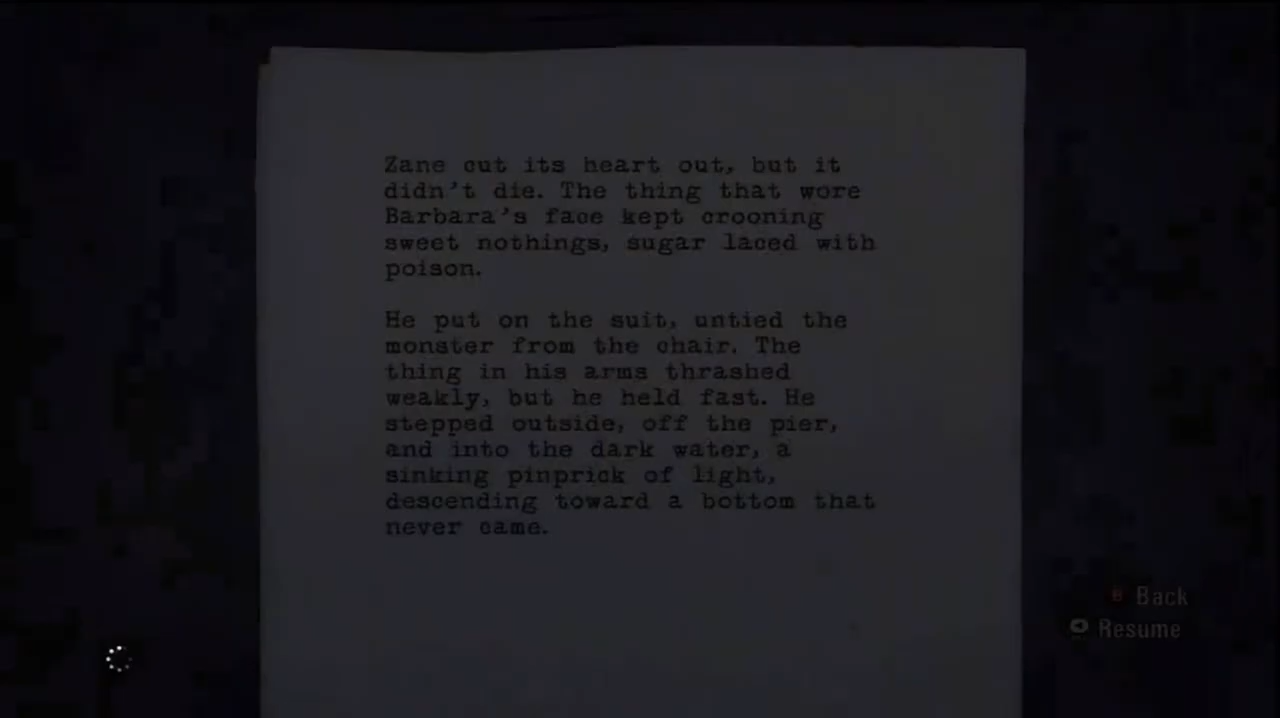 Zane cut its heart out, but it
didn't die. The thing that wore
Barbara's face kept crooning
sweet nothings, sugar laced with
poison.
He put on the suit, untied the
monster from the chair. The
thing in his arms thrashed
weakly, but he held fast. He
stepped outside, off the pier,
and into the dark water, a
sinking pinprick of light,
descending toward a bottom that
never came.
B Back
Resume